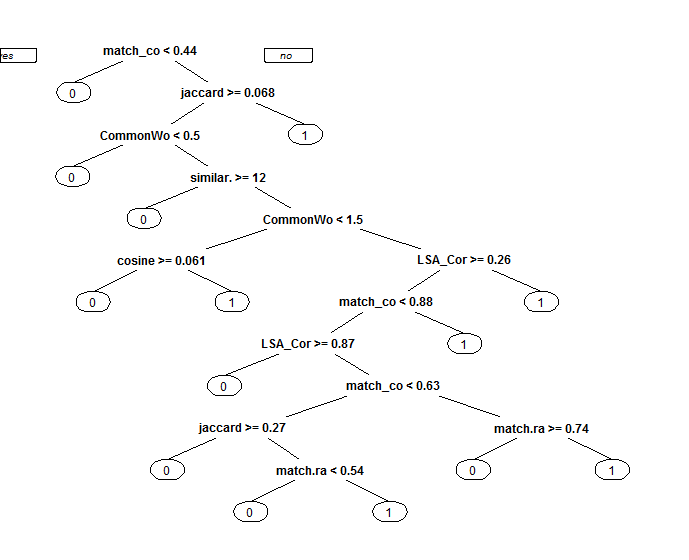 match_co < 0.44
es
no
0
jaccard >= 0.068
CommonWo < 0.5
1
0
similar. >= 12
0
CommonWo < 1.5
cosine >= 0.061
LSA_Cor >= 0.26
0
1
match_co < 0.88
1
LSA_Cor >= 0.87
1
0
match_co < 0.63
jaccard >= 0.27
match.ra >= 0.74
0
match.ra < 0.54
0
1
0
1